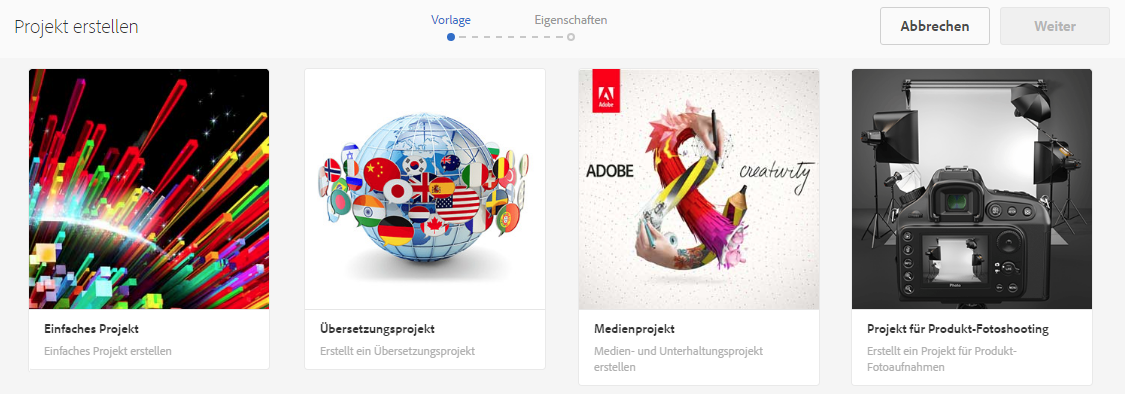 Projekt erstellen
Vorlage
Eigenschaften
Abbrechen
Weiter
Adobe
ADOBE
creativity
Photo
Einfaches Projekt
Einfaches Projekt erstellen
Übersetzungsprojekt
Erstellt ein Übersetzungsprojekt
Medienprojekt
Medien- und Unterhaltungsprojekt
erstellen
Projekt für Produkt-Fotoshooting
Erstellt ein Projekt für Produkt-
Fotoaufnahmen